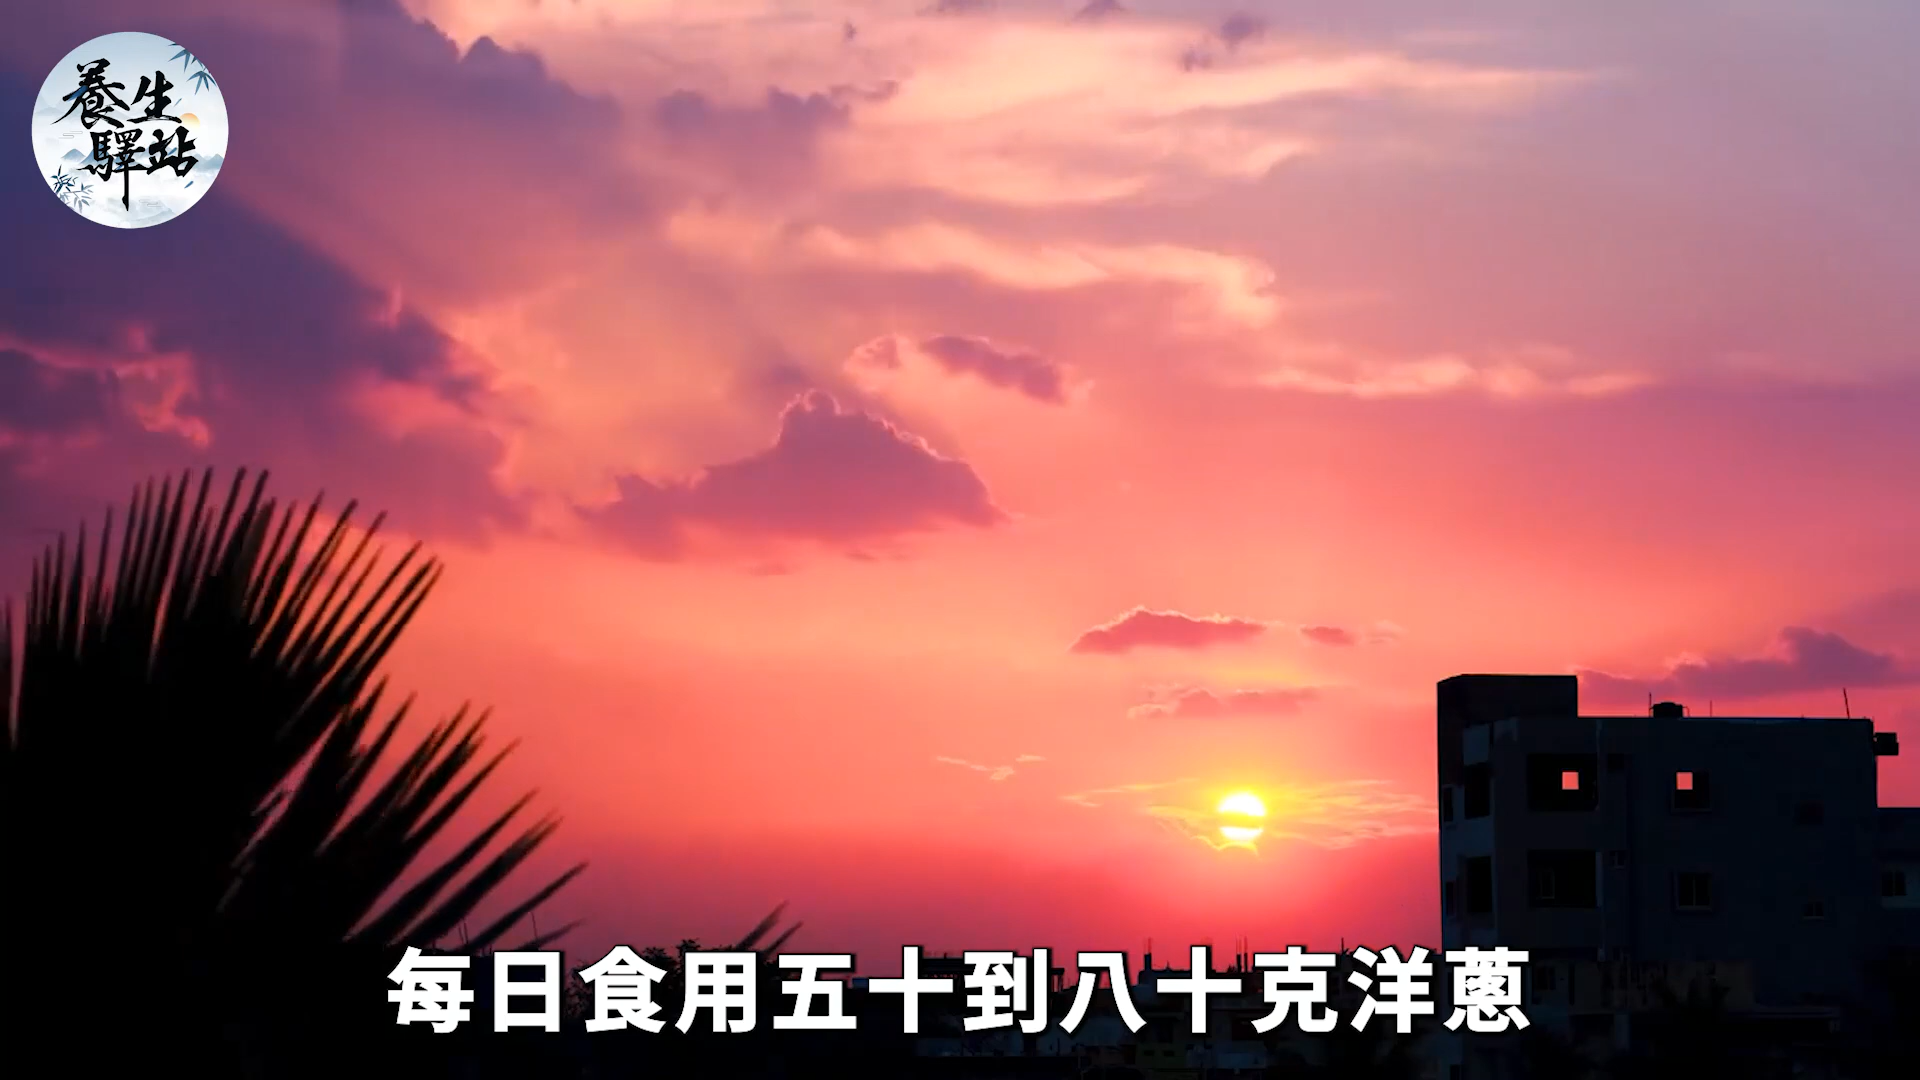 養生
驛站
每日食用五十到八十克洋蔥